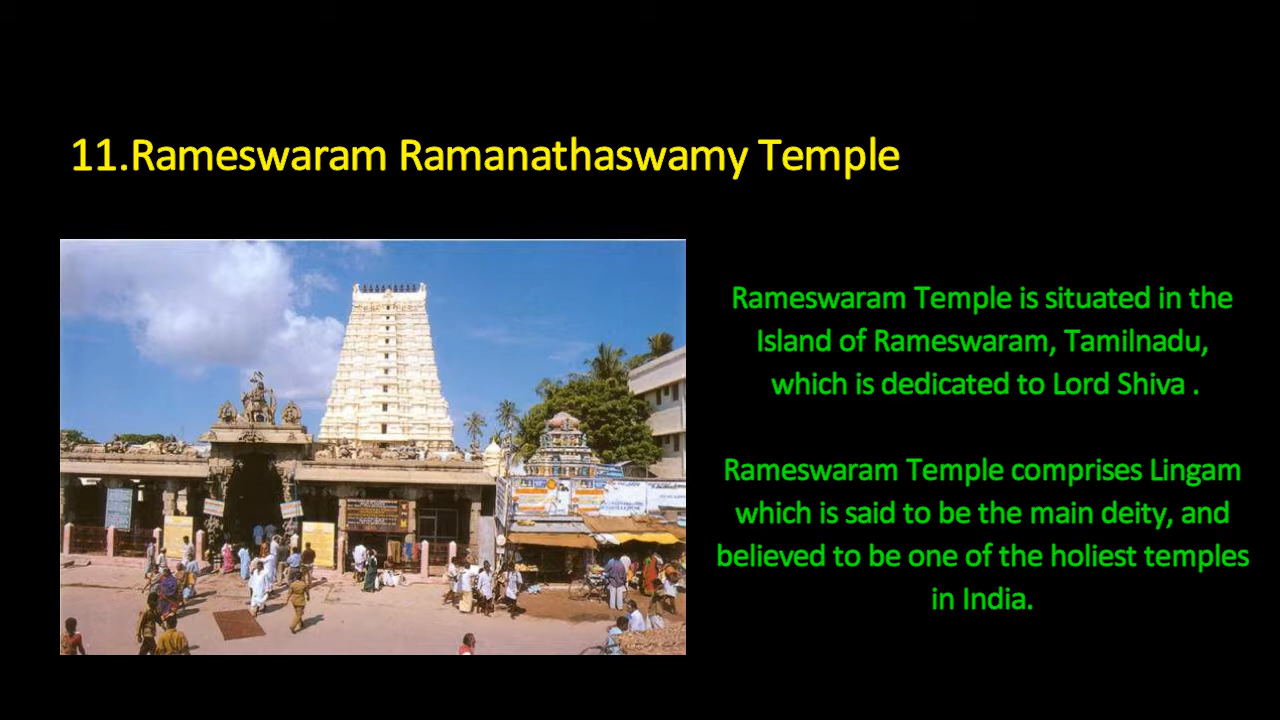 11.Rameswaram Ramanathaswamy Temple
Rameswaram Temple is situated in the
Island of Rameswaram, Tamilnadu,
which is dedicated to Lord Shiva .
Rameswaram Temple comprises Lingam
which is said to be the main deity, and
believed to be one of the holiest temples
in India.